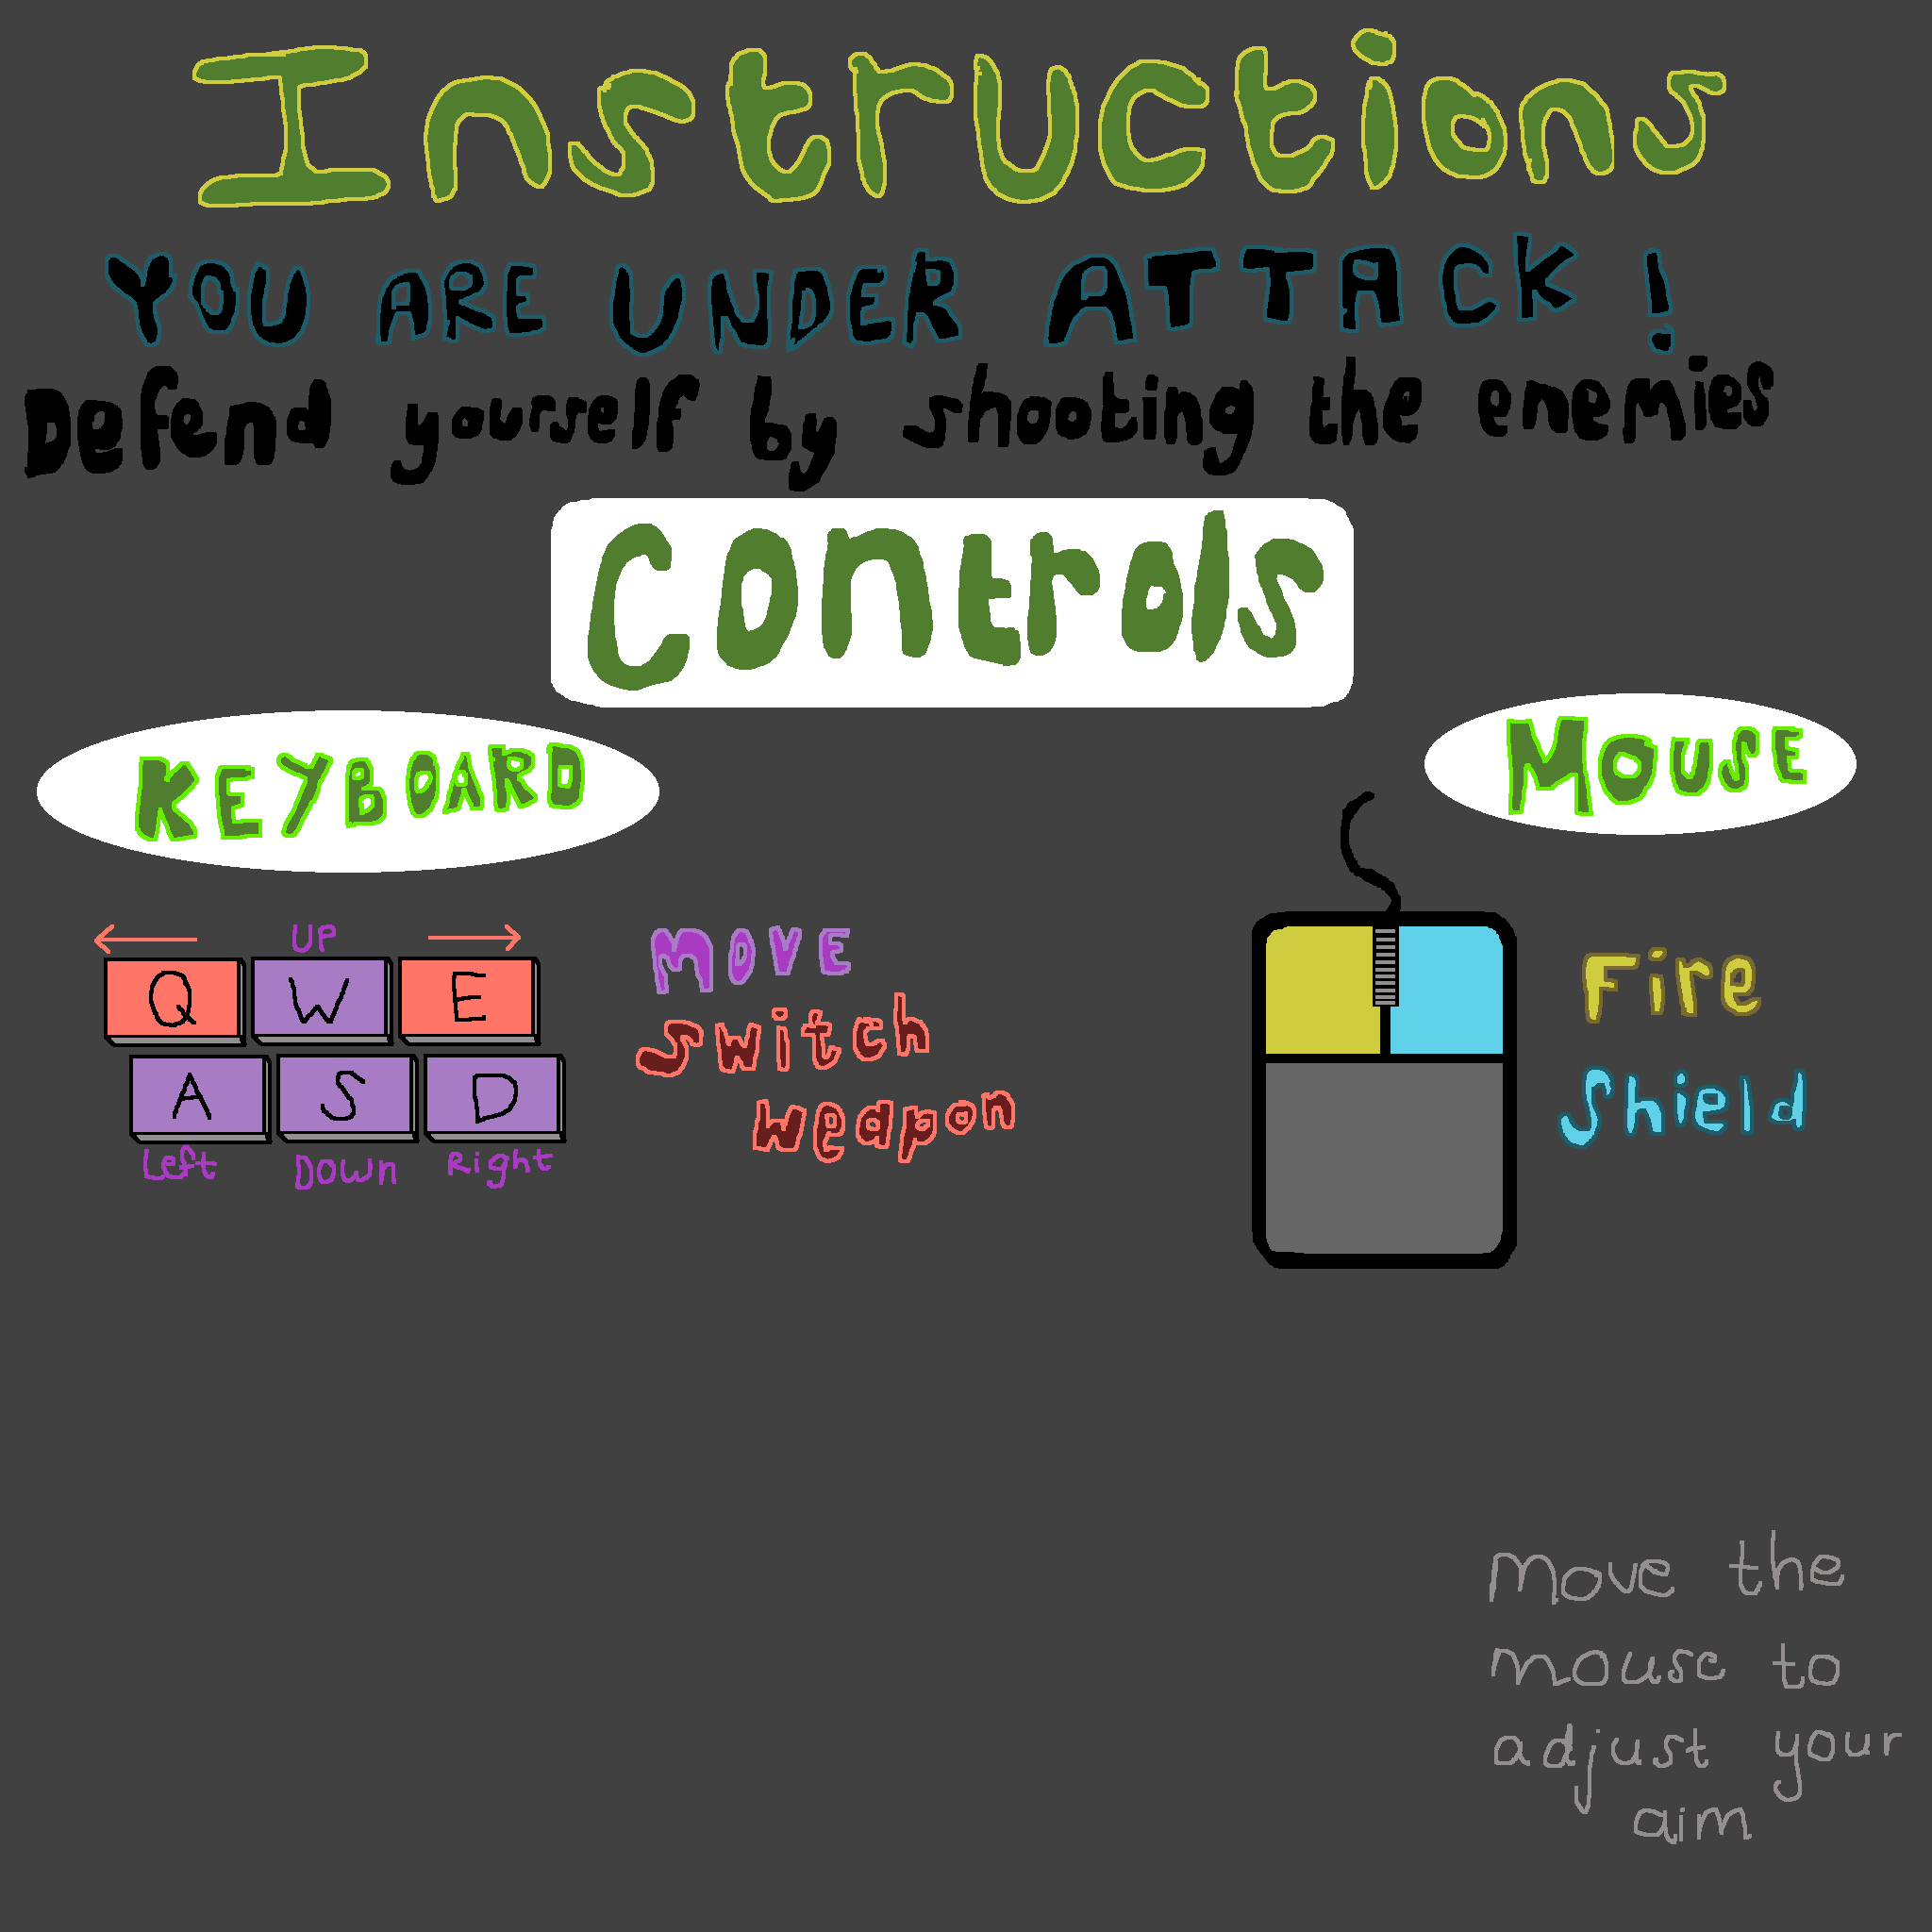 Instructions
YOU ARE UNDER ATTACK !
Defend yourself by shooting the enemies
Controls
KEYBOARD
MOUSE
UP
Q W E
A S D
Left Down Right
MOVE
Switch
Weapon
Fire
Shield
Move the
mouse to
adjust your
aim